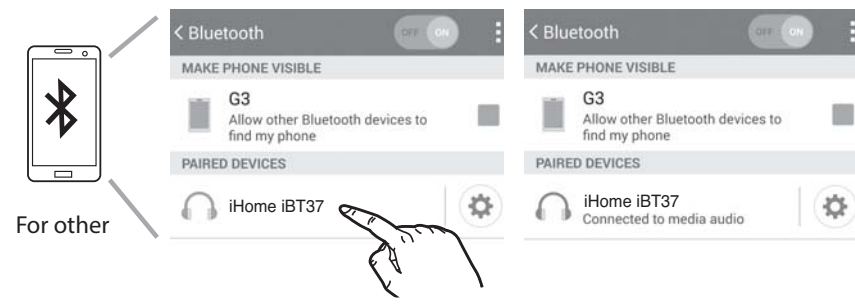 For other
< Bluetooth
OFF ON
MAKE PHONE VISIBLE
G3
Allow other Bluetooth devices to
find my phone
PAIRED DEVICES
iHome iBT37
< Bluetooth
OFF ON
MAKE PHONE VISIBLE
G3
Allow other Bluetooth devices to
find my phone
PAIRED DEVICES
iHome iBT37
Connected to media audio